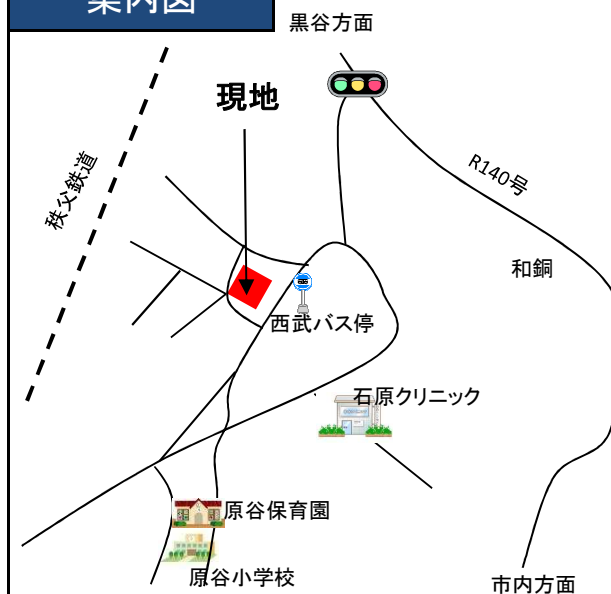 案内図
黒谷方面
現地
秩父鉄道
R140号
和銅
西武バス停
石原クリニック
原谷保育園
原谷小学校
市内方面